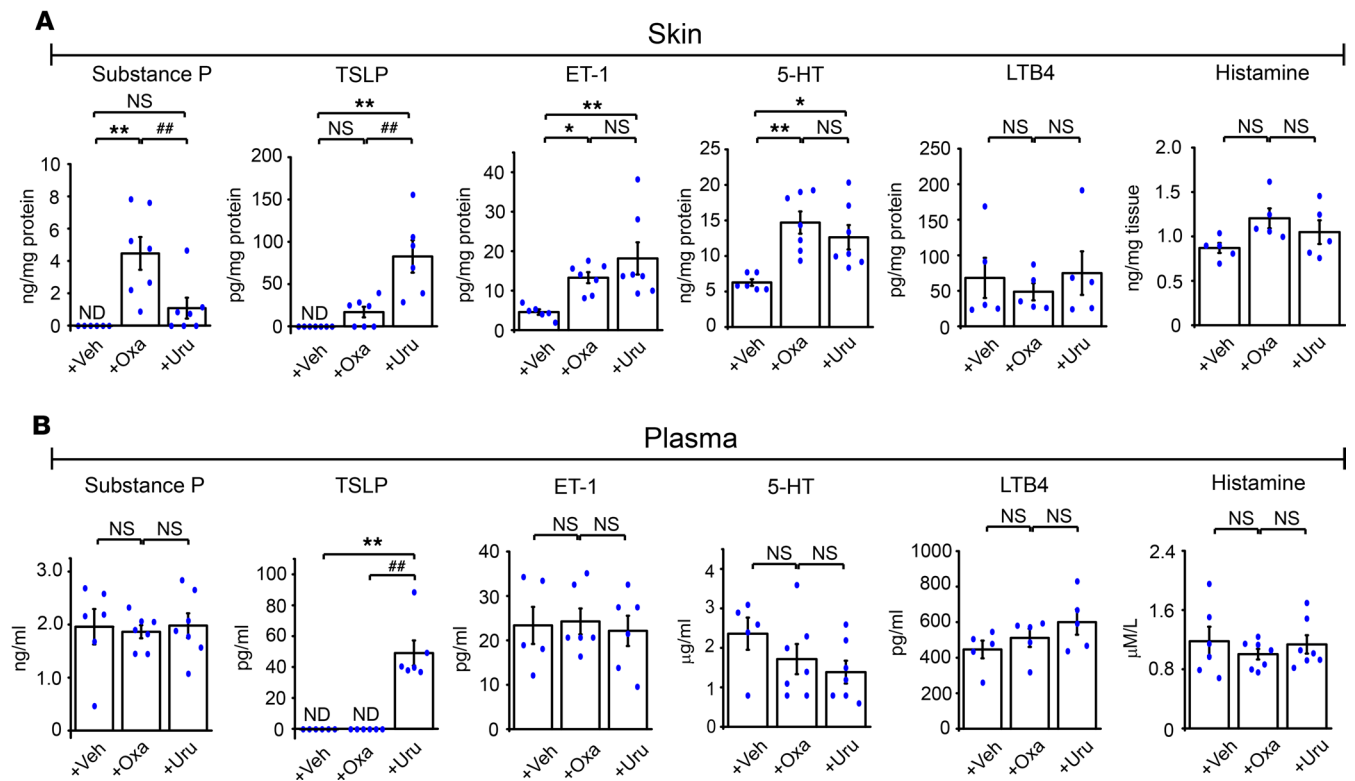 A
Skin
Substance P TSLP ET-1 5-HT LTB4 Histamine
NS ** ## ng/mg protein 10 8 6 4 2 0 ND +Veh +Oxa +Uru
** NS ## pg/mg protein 200 150 100 50 0 ND +Veh +Oxa +Uru
** * NS pg/mg protein 40 30 20 10 0 +Veh +Oxa +Uru
* ** NS ng/mg protein 25 20 15 10 5 0 +Veh +Oxa +Uru
NS NS pg/mg protein 250 200 150 100 50 0 +Veh +Oxa +Uru
NS NS ng/mg tissue 2.0 1.5 1.0 0.5 0 +Veh +Oxa +Uru
B
Plasma
Substance P TSLP ET-1 5-HT LTB4 Histamine
NS NS ng/ml 3.0 2.0 1.0 0 +Veh +Oxa +Uru
** ## pg/ml 100 80 60 40 20 0 ND ND +Veh +Oxa +Uru
NS NS pg/ml 40 30 20 10 0 +Veh +Oxa +Uru
NS NS µg/ml 4 3 2 1 0 +Veh +Oxa +Uru
NS NS pg/ml 1000 800 600 400 200 0 +Veh +Oxa +Uru
NS NS µM/L 2.4 1.6 0.8 0 +Veh +Oxa +Uru